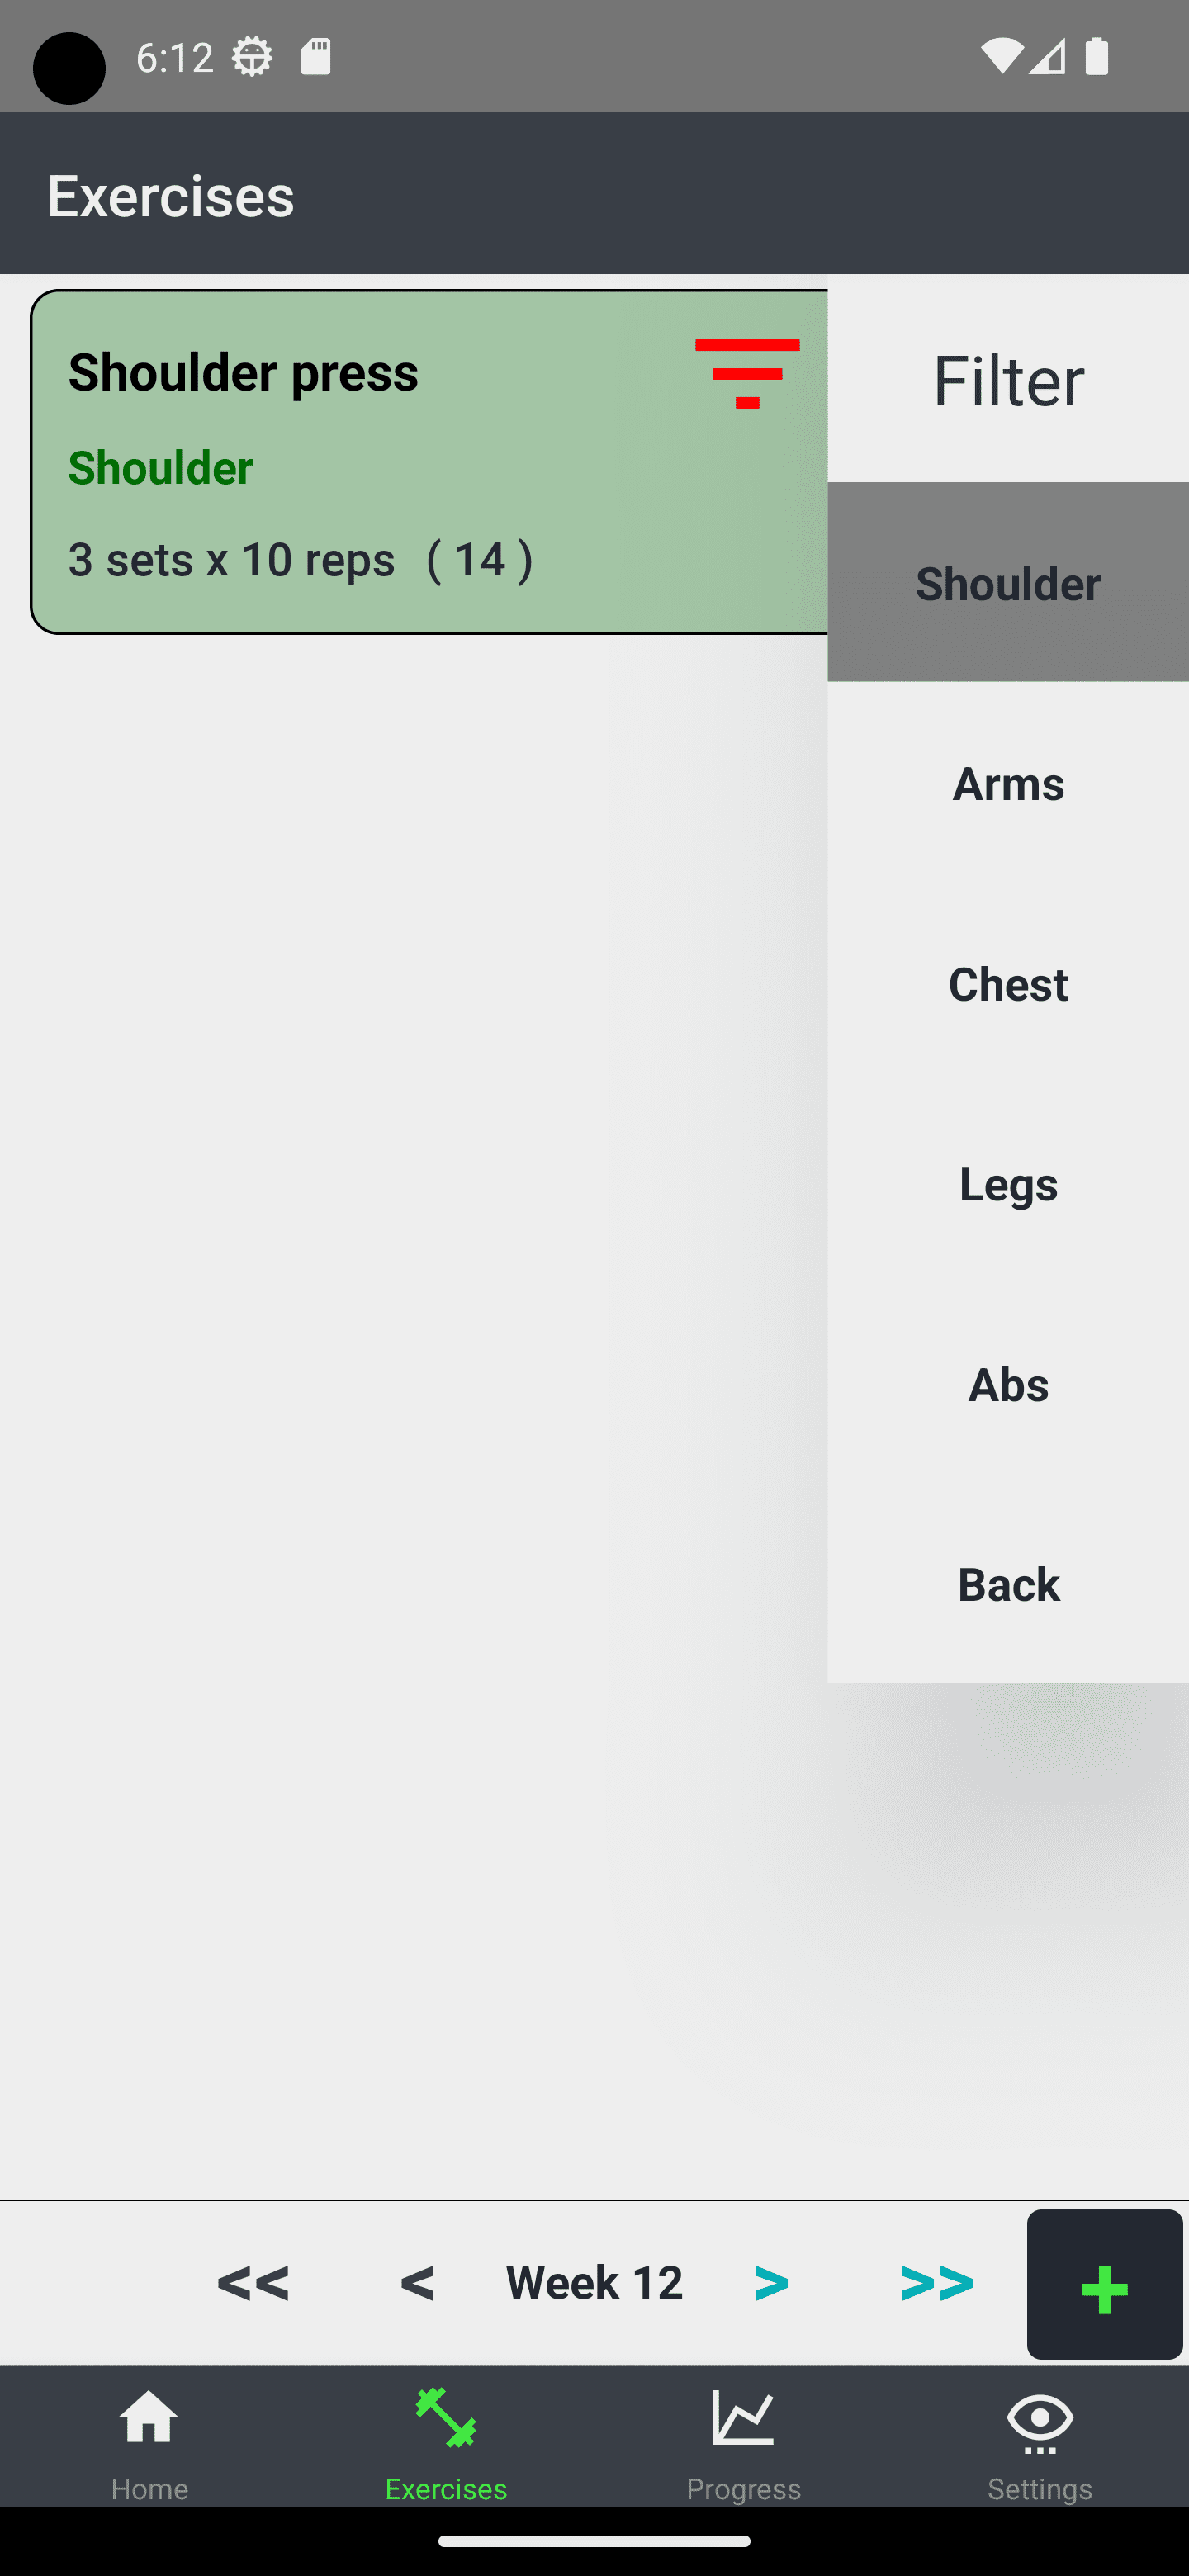 6:12
Exercises
Shoulder press
Shoulder
3 sets x 10 reps ( 14 )
Filter
Shoulder
Arms
Chest
Legs
Abs
Back
<< < Week 12 > >> +
Home Exercises Progress Settings